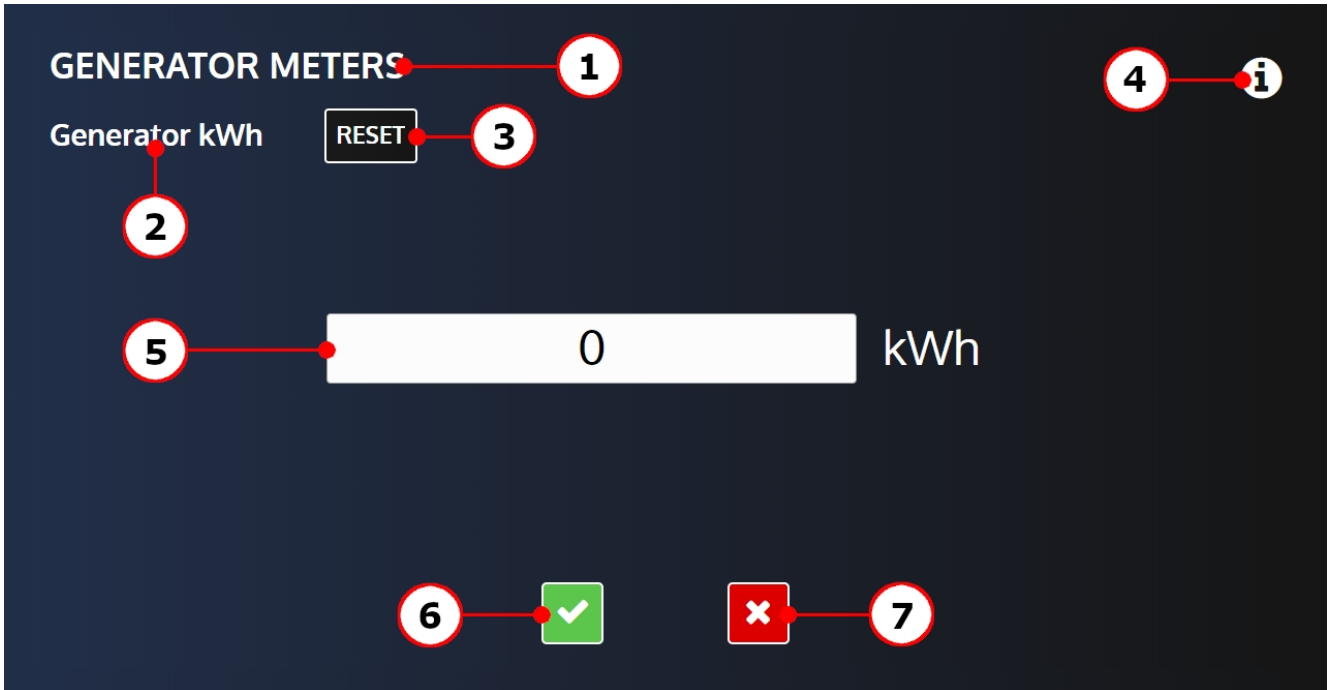 GENERATOR METERS 1
4 i
Generator kWh RESET 3
2
5 0 kWh
6 7